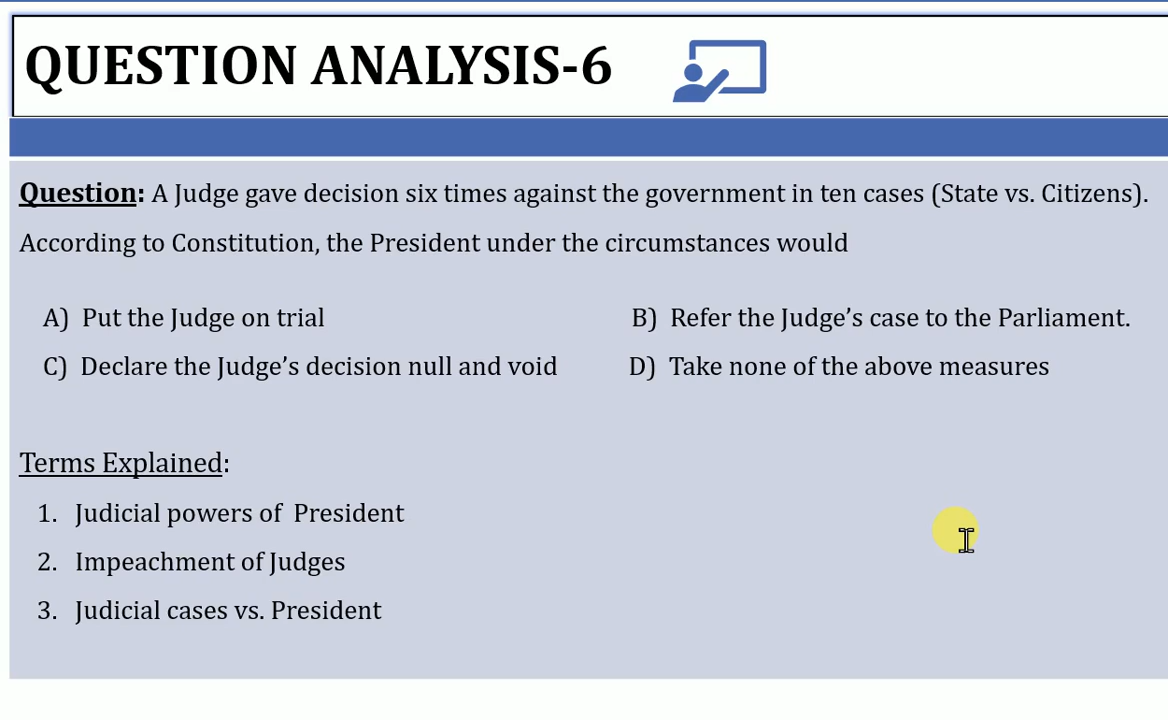 QUESTION ANALYSIS-6
Question: A Judge gave decision six times against the government in ten cases (State vs. Citizens).
According to Constitution, the President under the circumstances would
A) Put the Judge on trial B) Refer the Judge's case to the Parliament.
C) Declare the Judge's decision null and void D) Take none of the above measures
Terms Explained:
1. Judicial powers of President
2. Impeachment of Judges
3. Judicial cases vs. President